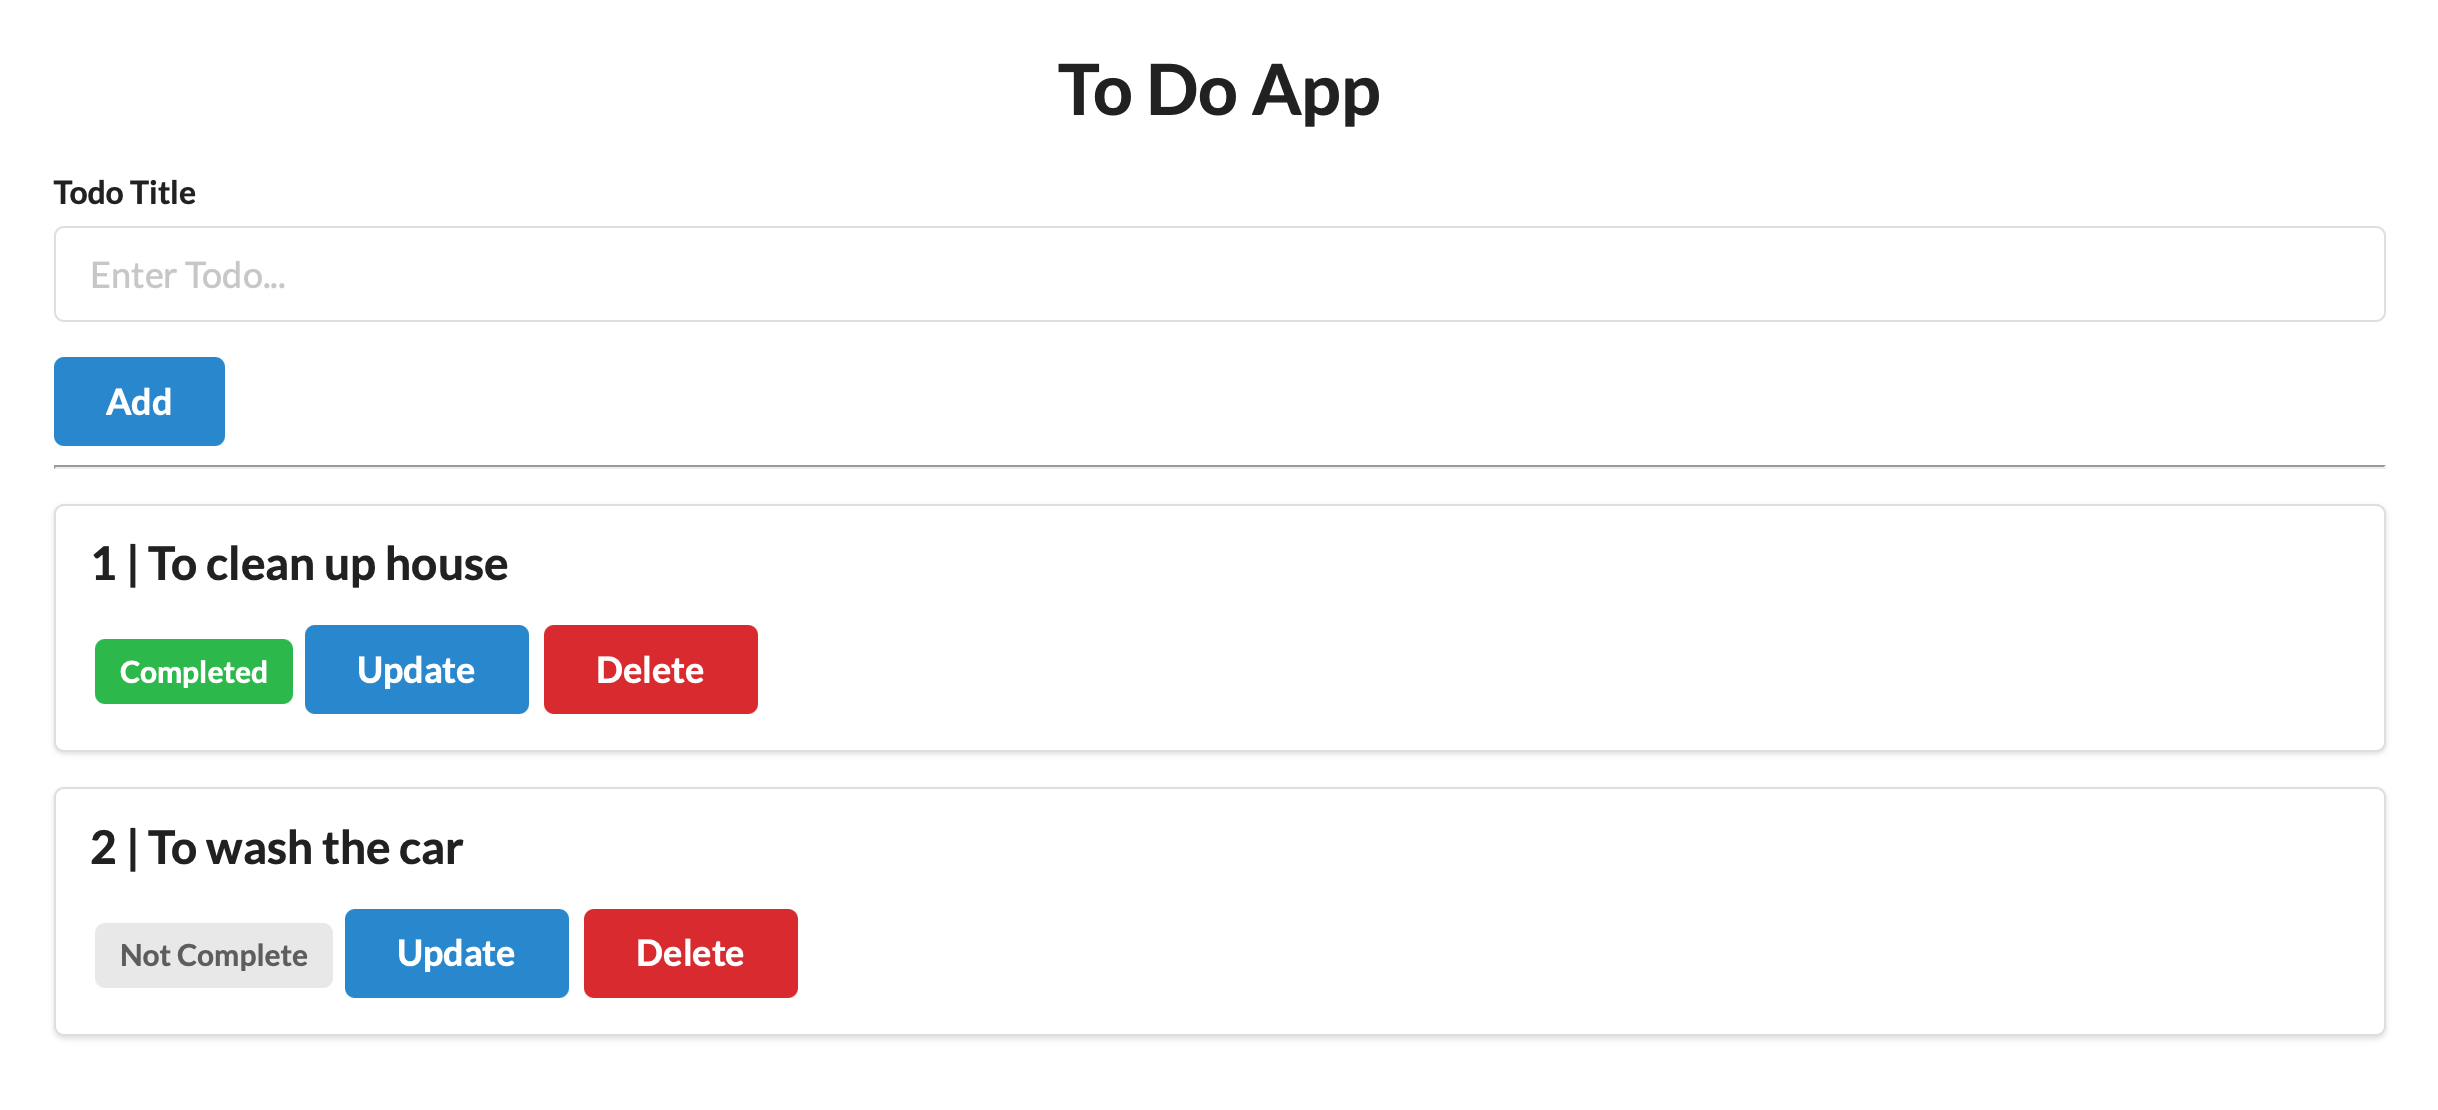 To Do App
Todo Title
Enter Todo...
Add
1 | To clean up house
Completed Update Delete
2 | To wash the car
Not Complete Update Delete